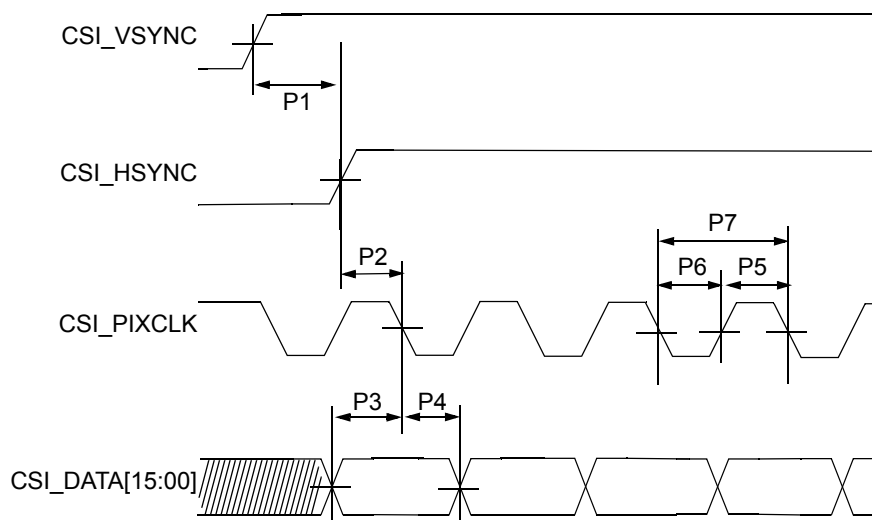 CSI_VSYNC
P1
CSI_HSYNC
P7
P2
P6
P5
CSI_PIXCLK
P3
P4
CSI_DATA[15:00]